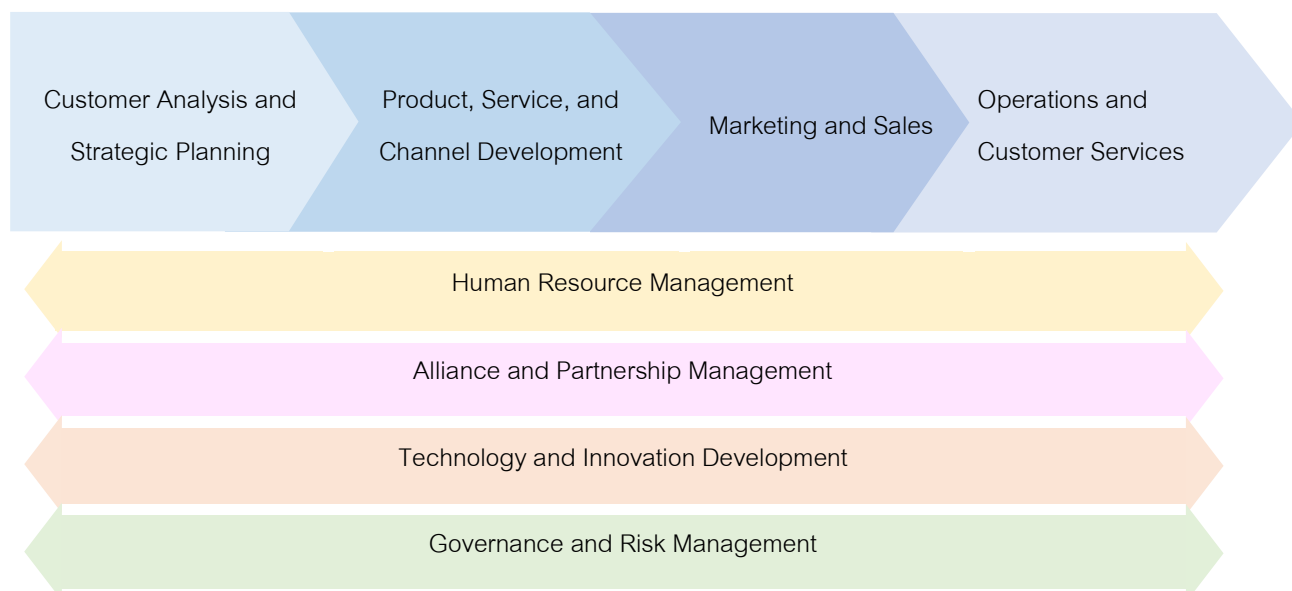 Customer Analysis and
Strategic Planning
Product, Service, and
Channel Development
Marketing and Sales
Operations and
Customer Services
Human Resource Management
Alliance and Partnership Management
Technology and Innovation Development
Governance and Risk Management